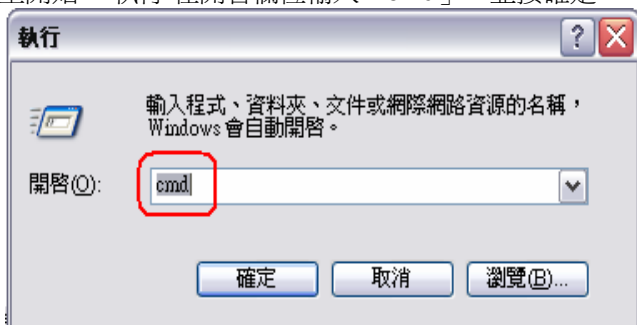 執行
輸入程式、資料夾、文件或網際網路資源的名稱，
Windows 會自動開啓。
開啓(O):
cmd
確定
取消
瀏覽(B)...